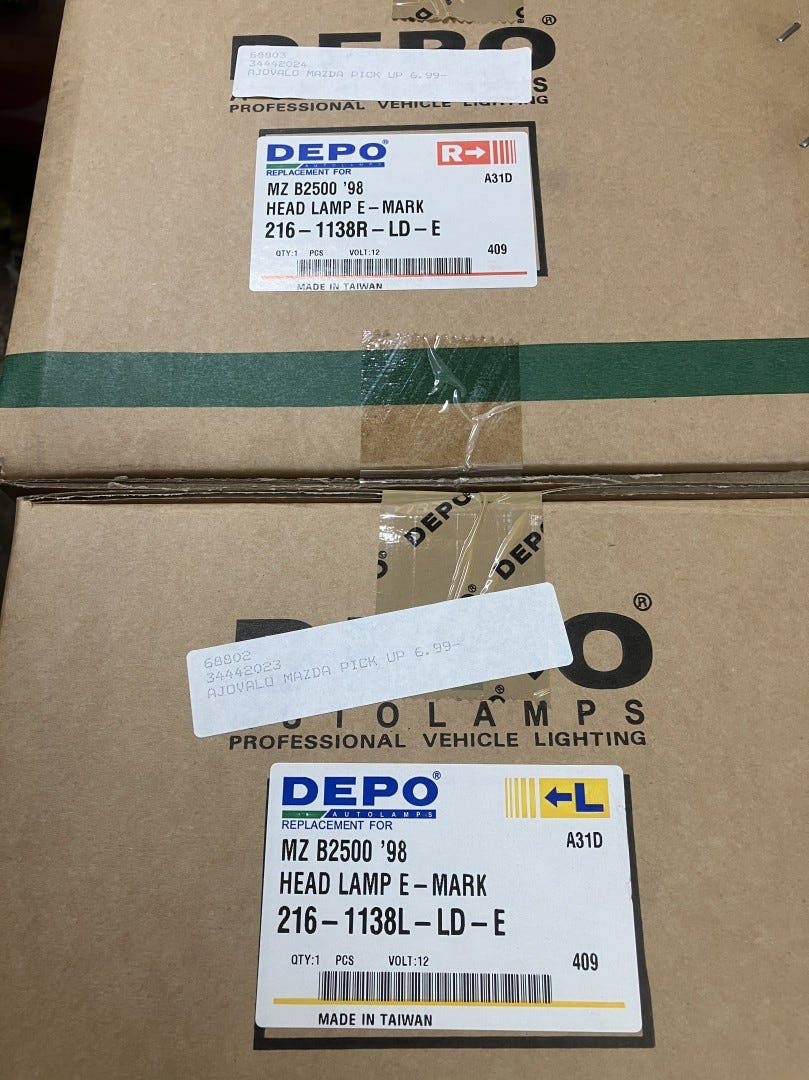 DEPO®
68803
34442024
AJOVALO MAZDA PICK UP 6.99-
PROFESSIONAL VEHICLE LIGHTING
DEPO®
AUTOLAMPS
REPLACEMENT FOR
R
MZ B2500 '98
A31D
HEAD LAMP E-MARK
216-1138R-LD-E
QTY:1 PCS VOLT:12
409
MADE IN TAIWAN
DEPO
DEPO
DEPO®
68802
34442023
AJOVALO MAZDA PICK UP 6.99-
AUTOLAMPS
PROFESSIONAL VEHICLE LIGHTING
DEPO®
AUTOLAMPS
REPLACEMENT FOR
L
MZ B2500 '98
A31D
HEAD LAMP E-MARK
216-1138L-LD-E
QTY:1 PCS VOLT:12
409
MADE IN TAIWAN